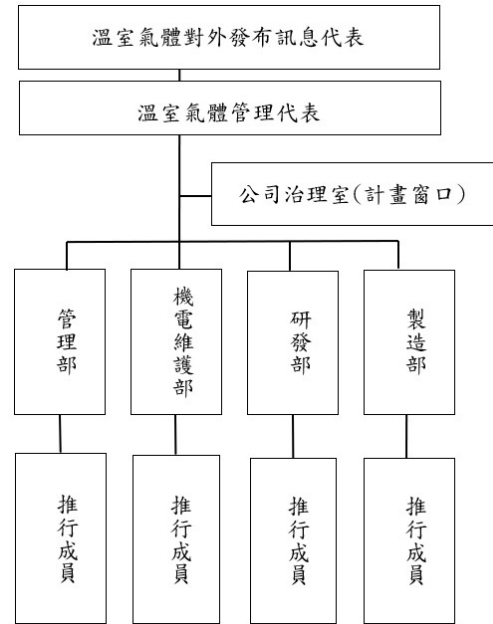 溫室氣體對外發布訊息代表
溫室氣體管理代表
公司治理室(計畫窗口)
管理部
機電維護部
研發部
製造部
推行成員
推行成員
推行成員
推行成員